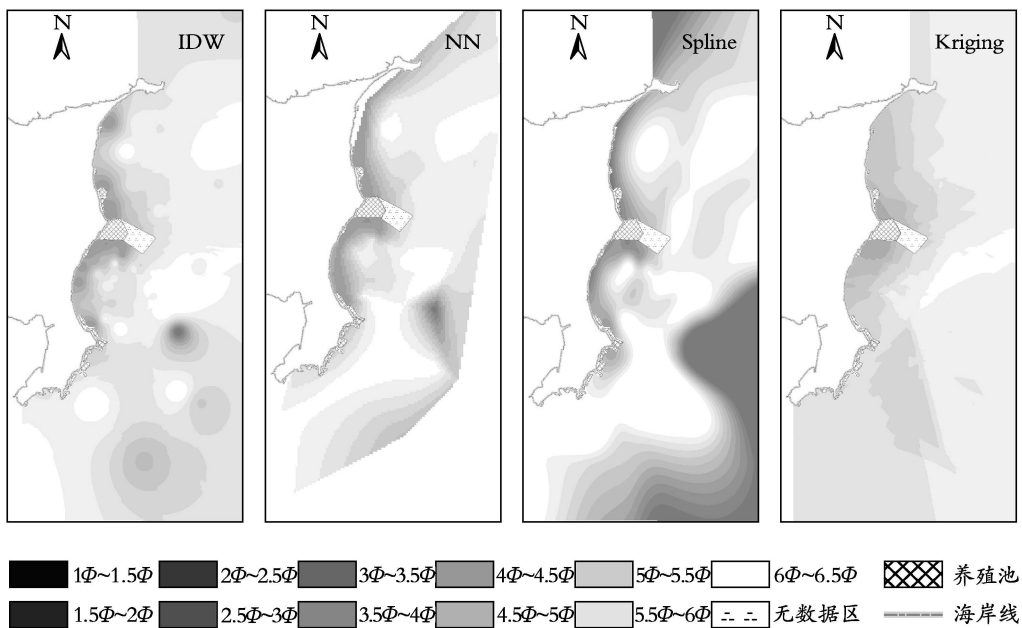 N
IDW
N
NN
N
Spline
N
Kriging
1Φ~1.5Φ 2Φ~2.5Φ 3Φ~3.5Φ 4Φ~4.5Φ 5Φ~5.5Φ 6Φ~6.5Φ 养殖池
1.5Φ~2Φ 2.5Φ~3Φ 3.5Φ~4Φ 4.5Φ~5Φ 5.5Φ~6Φ 无数据区 海岸线